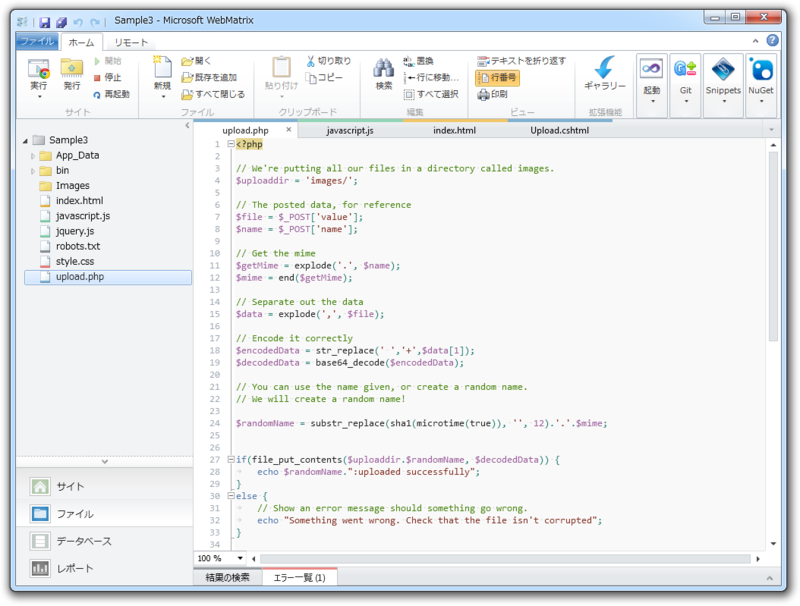 Sample3 - Microsoft WebMatrix
ファイル
ホーム
リモート
実行
発行
開始
停止
再起動
サイト
新規
開く
既存を追加
すべて閉じる
ファイル
貼り付け
切り取り
コピー
クリップボード
検索
置換
行に移動...
すべて選択
編集
テキストを折り返す
行番号
印刷
ビュー
ギャラリー
拡張機能
起動
Git
Snippets
NuGet
Sample3
App_Data
bin
Images
index.html
javascript.js
jquery.js
robots.txt
style.css
upload.php
サイト
ファイル
データベース
レポート
upload.php
javascript.js
index.html
Upload.cshtml
1 <?php
2
3 // We're putting all our files in a directory called images.
4 $uploaddir = 'images/';
5
6 // The posted data, for reference
7 $file = $_POST['value'];
8 $name = $_POST['name'];
9
10 // Get the mime
11 $getMime = explode('.', $name);
12 $mime = end($getMime);
13
14 // Separate out the data
15 $data = explode(',', $file);
16
17 // Encode it correctly
18 $encodedData = str_replace(' ','+',$data[1]);
19 $decodedData = base64_decode($encodedData);
20
21 // You can use the name given, or create a random name.
22 // We will create a random name!
23
24 $randomName = substr_replace(sha1(microtime(true)), '', 12).'.'.$mime;
25
26
27 if(file_put_contents($uploaddir.$randomName, $decodedData)) {
28 echo $randomName.":uploaded successfully";
29 }
30 else {
31 // Show an error message should something go wrong.
32 echo "Something went wrong. Check that the file isn't corrupted";
33 }
34
100 %
結果の検索
エラー一覧 (1)